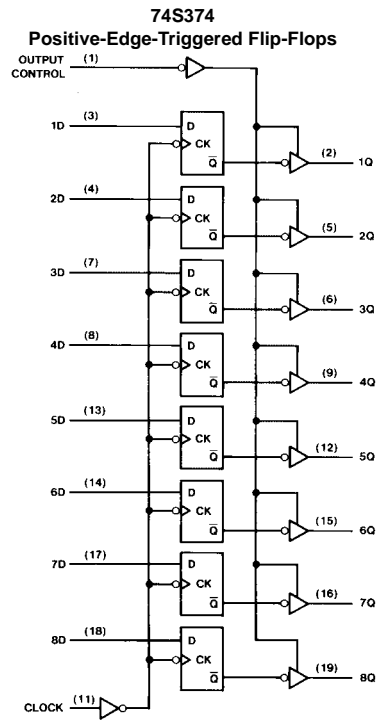 74S374
Positive-Edge-Triggered Flip-Flops
OUTPUT CONTROL (1)
1D (3) D CK Q̅ (2) 1Q
2D (4) D CK Q̅ (5) 2Q
3D (7) D CK Q̅ (6) 3Q
4D (8) D CK Q̅ (9) 4Q
5D (13) D CK Q̅ (12) 5Q
6D (14) D CK Q̅ (15) 6Q
7D (17) D CK Q̅ (16) 7Q
8D (18) D CK Q̅ (19) 8Q
CLOCK (11)